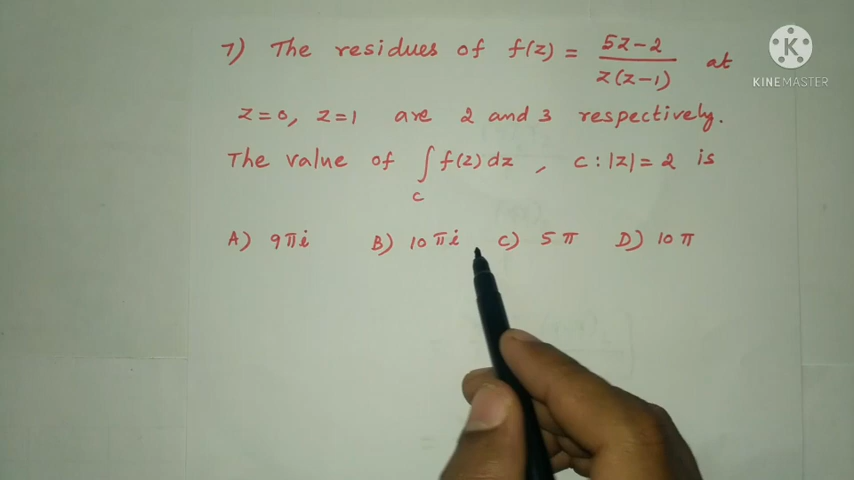 7) The residues of f(z) = 5z-2 / z(z-1) at
z=0, z=1 are 2 and 3 respectively.
The value of ∫_c f(z) dz , c : |z| = 2 is
A) 9πi B) 10πi C) 5π D) 10π
K
KINEMASTER